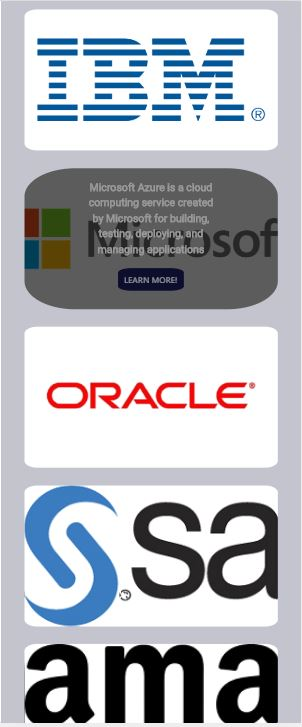 IBM®
Microsoft Azure is a cloud
computing service created
by Microsoft for building,
testing, deploying, and
managing applications
Microsof
LEARN MORE!
ORACLE®
sa
ama